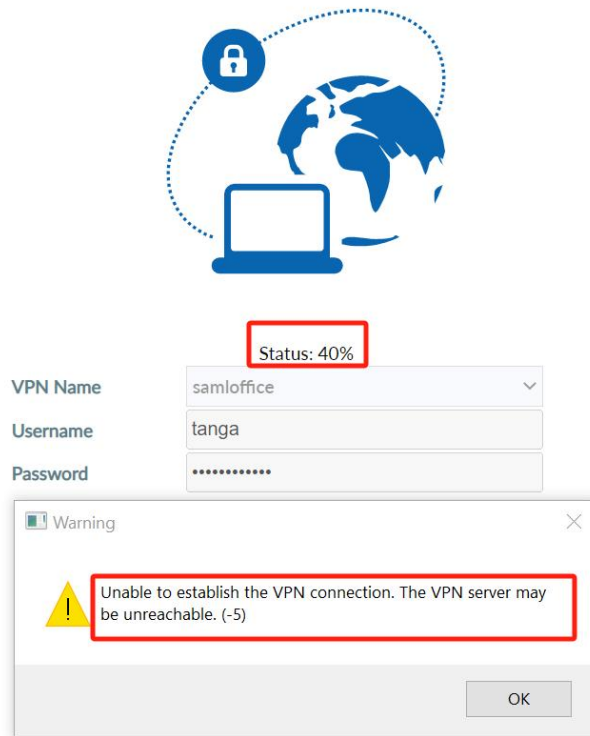 Status: 40%
VPN Name
samloffice
Username
tanga
Password
••••••••••••
Warning
Unable to establish the VPN connection. The VPN server may
be unreachable. (-5)
OK